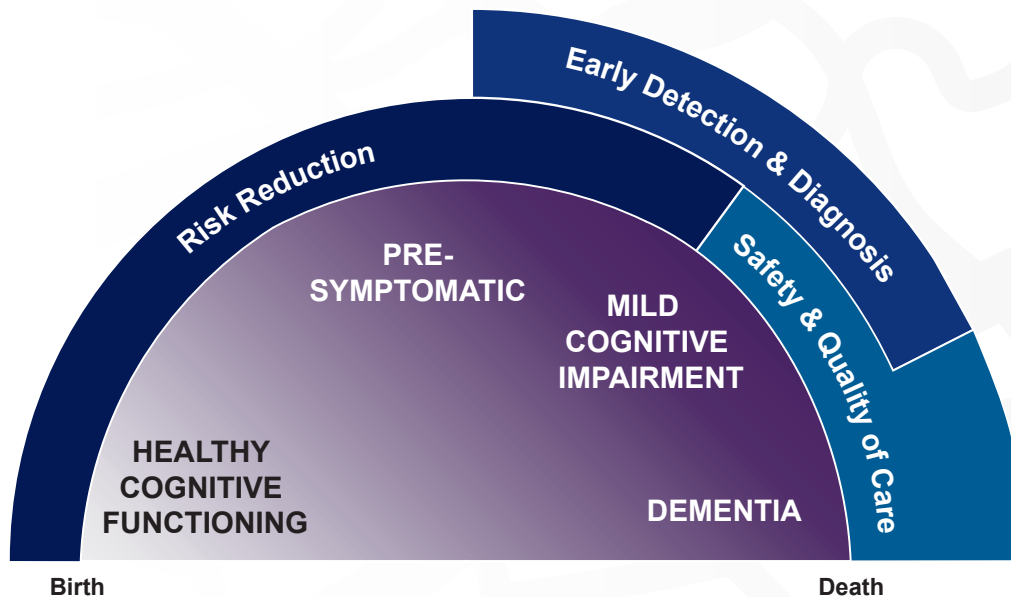 Early Detection & Diagnosis
Risk Reduction
Safety & Quality of Care
PRE-
SYMPTOMATIC
MILD
COGNITIVE
IMPAIRMENT
HEALTHY
COGNITIVE
FUNCTIONING
DEMENTIA
Birth
Death